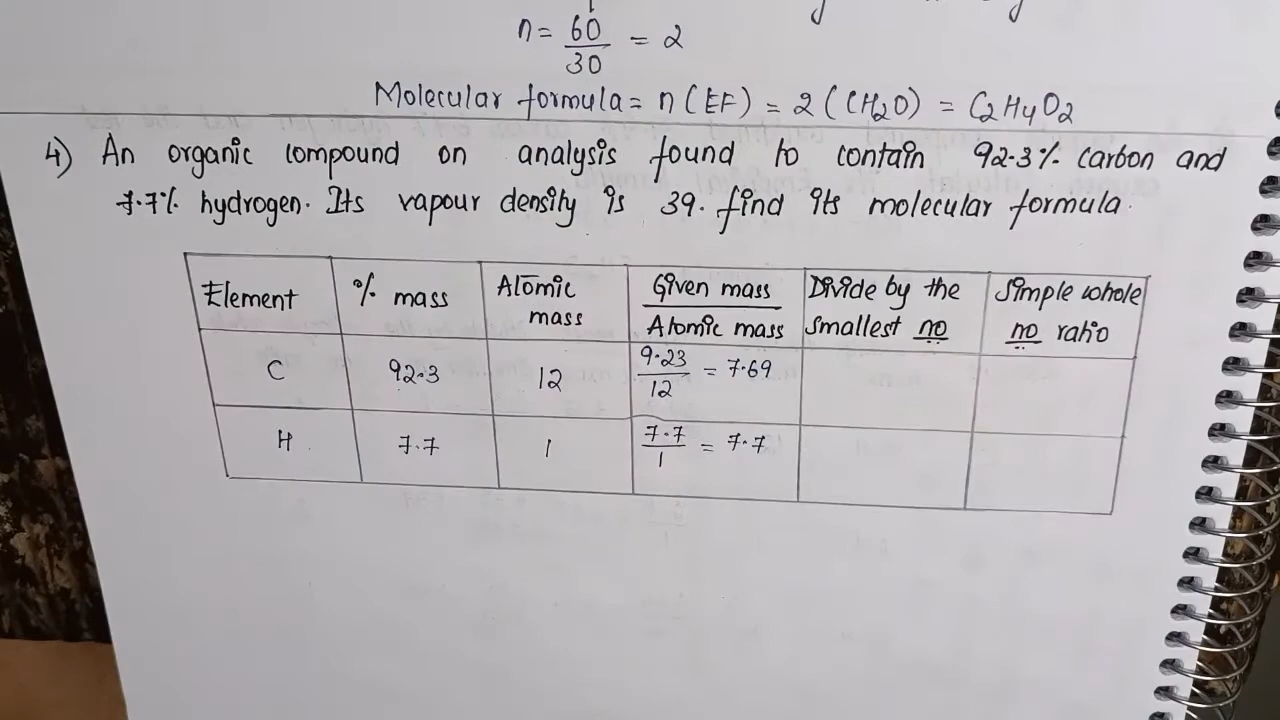 n = 60/30 = 2
Molecular formula = n(EF) = 2(CH2O) = C2H4O2
4) An organic compound on analysis found to contain 92.3% carbon and
7.7% hydrogen. Its vapour density is 39. find its molecular formula.
Element | % mass | Atomic mass | Given mass / Atomic mass | Divide by the smallest no | Simple whole no ratio
C | 92.3 | 12 | 9.23/12 = 7.69
H | 7.7 | 1 | 7.7/1 = 7.7